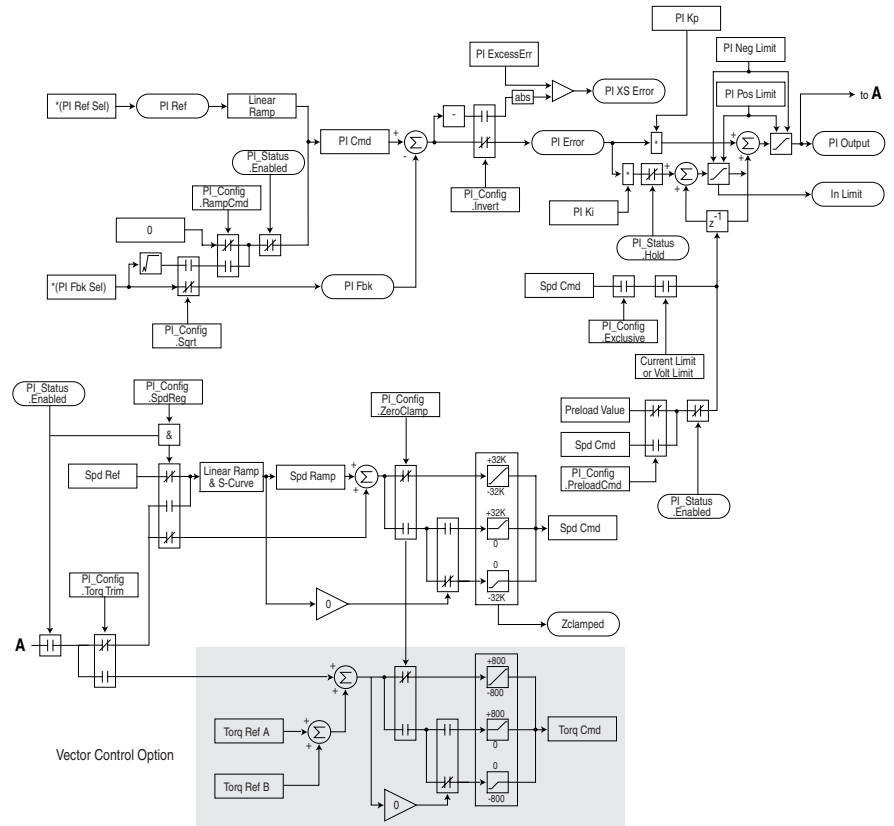 PI Kp
PI ExcessErr
PI Neg Limit
abs
PI XS Error
PI Pos Limit
to A
*(PI Ref Sel)
PI Ref
Linear
Ramp
-
+
PI Cmd
+
Σ
-
PI Error
*
+
Σ
+
PI Output
PI_Status
.Enabled
PI_Config
.RampCmd
PI_Config
.Invert
*
+
Σ
+
In Limit
PI Ki
z-1
0
PI_Status
.Hold
*(PI Fbk Sel)
PI Fbk
Spd Cmd
PI_Config
.Sqrt
PI_Config
.Exclusive
Current Limit
or Volt Limit
PI_Status
.Enabled
PI_Config
.SpdReg
PI_Config
.ZeroClamp
Preload Value
&
Spd Cmd
Spd Ref
Linear Ramp
& S-Curve
Spd Ramp
+
Σ
+
+32K
-32K
PI_Config
.PreloadCmd
PI_Status
.Enabled
+32K
0
Spd Cmd
PI_Config
.Torq Trim
0
0
-32K
Zclamped
A
+
Σ
+
+800
-800
Torq Ref A
+
Σ
+
+800
0
Torq Cmd
Vector Control Option
Torq Ref B
0
0
-800